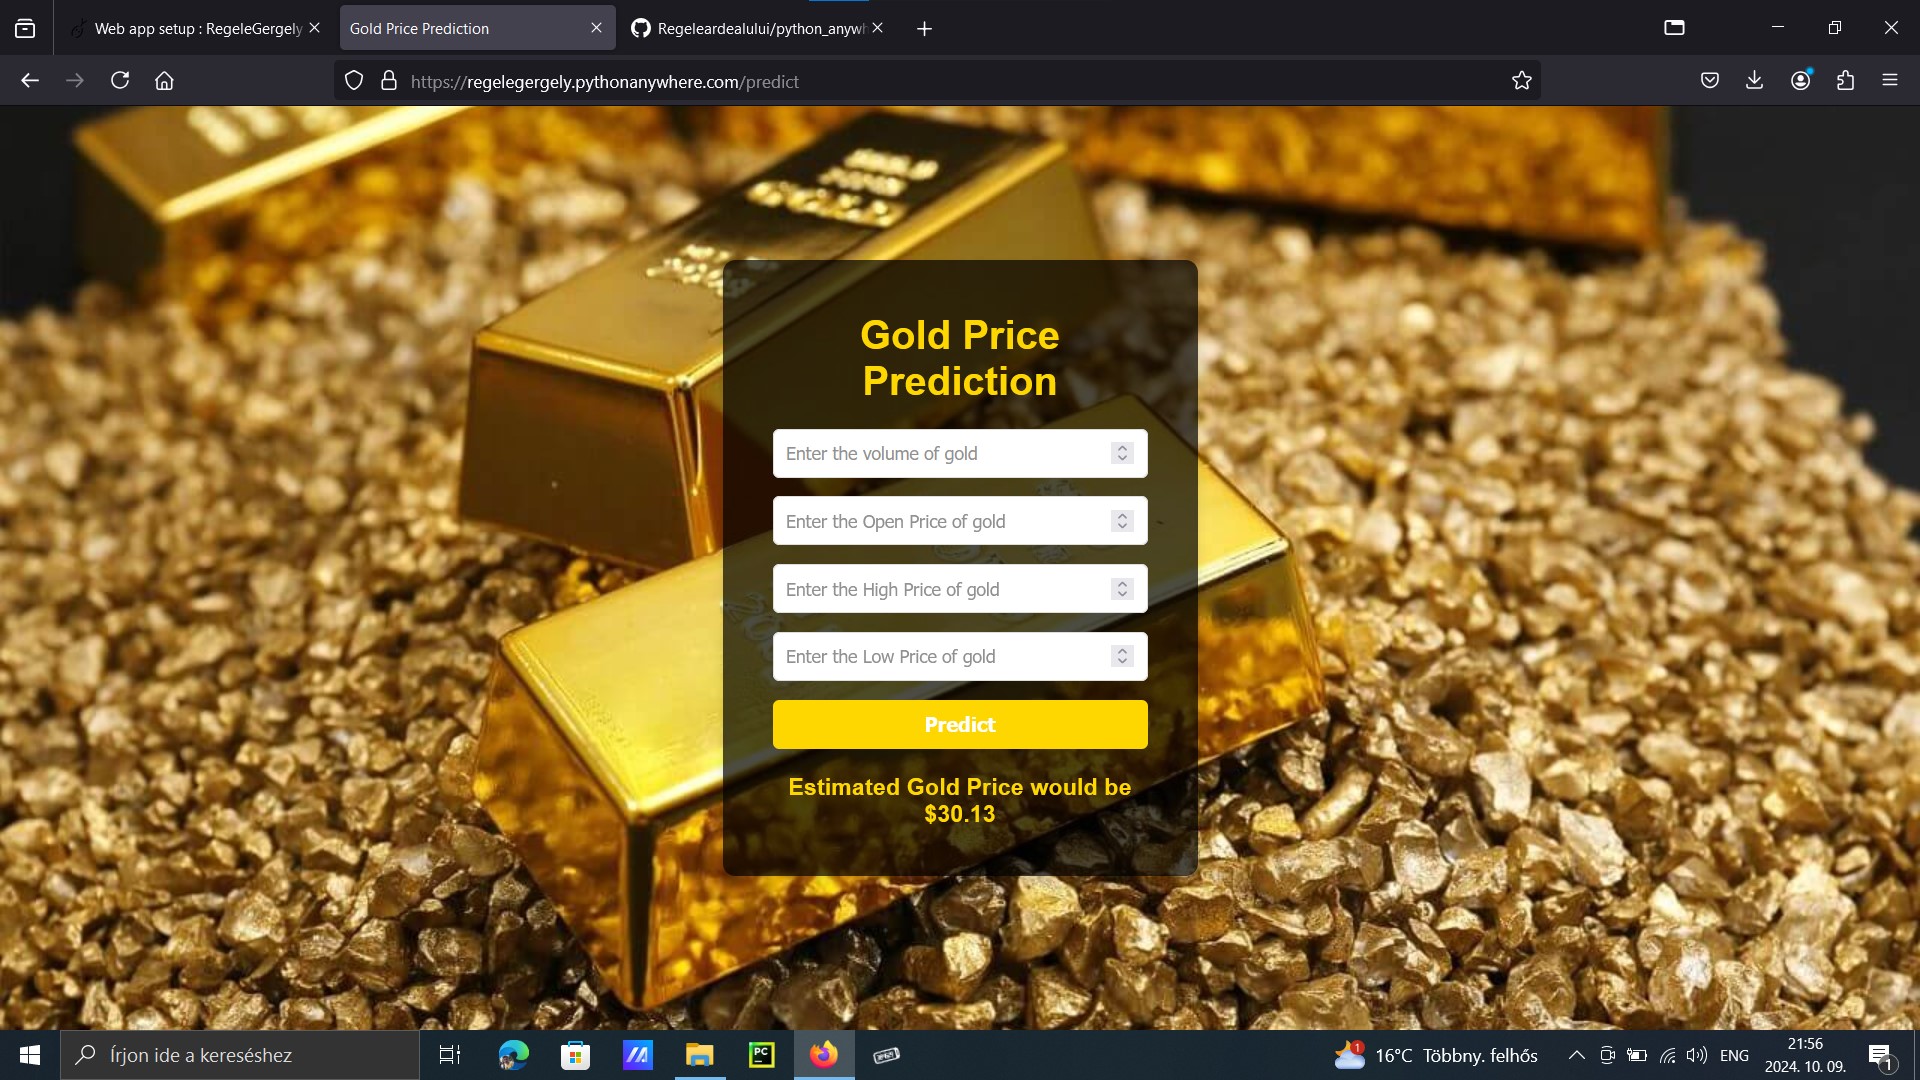 Web app setup : RegeleGergely
Gold Price Prediction
Regeleardealului/python_anywh
https://regelegergely.pythonanywhere.com/predict
GOLD
Gold Price
Prediction
Enter the volume of gold
Enter the Open Price of gold
Enter the High Price of gold
Enter the Low Price of gold
Predict
Estimated Gold Price would be
$30.13
Írjon ide a kereséshez
PC
1
16°C Többny. felhős
ENG
21:56
2024. 10. 09.
1